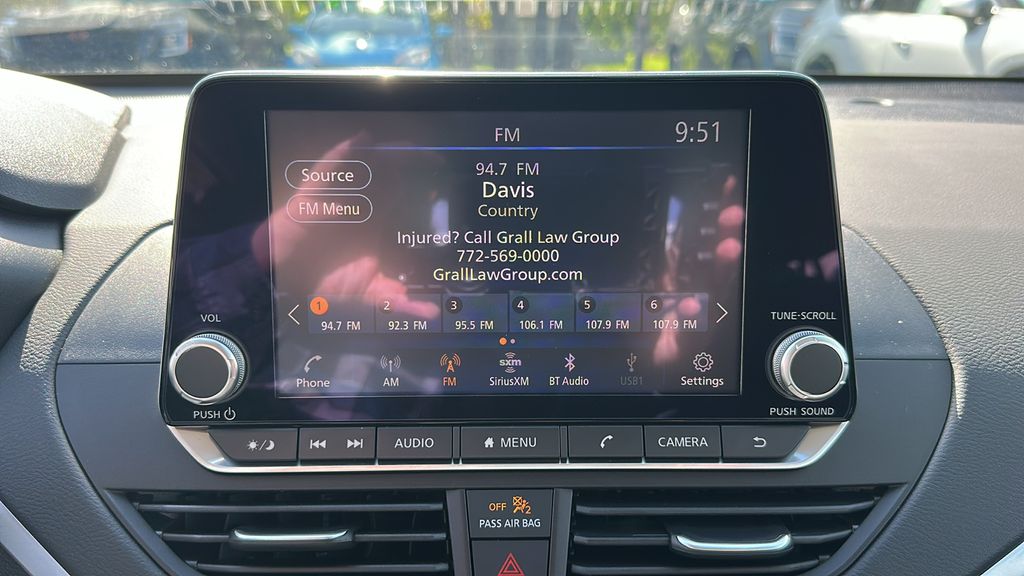 FM
9:51
Source
94.7 FM
Davis
FM Menu
Country
Injured? Call Grall Law Group
772-569-0000
GrallLawGroup.com
1 2 3 4 5 6
94.7 FM 92.3 FM 95.5 FM 106.1 FM 107.9 FM 107.9 FM
sxm
Phone AM FM SiriusXM BT Audio USB1 Settings
VOL
PUSH
TUNE-SCROLL
PUSH SOUND
AUDIO MENU CAMERA
OFF 2
PASS AIR BAG